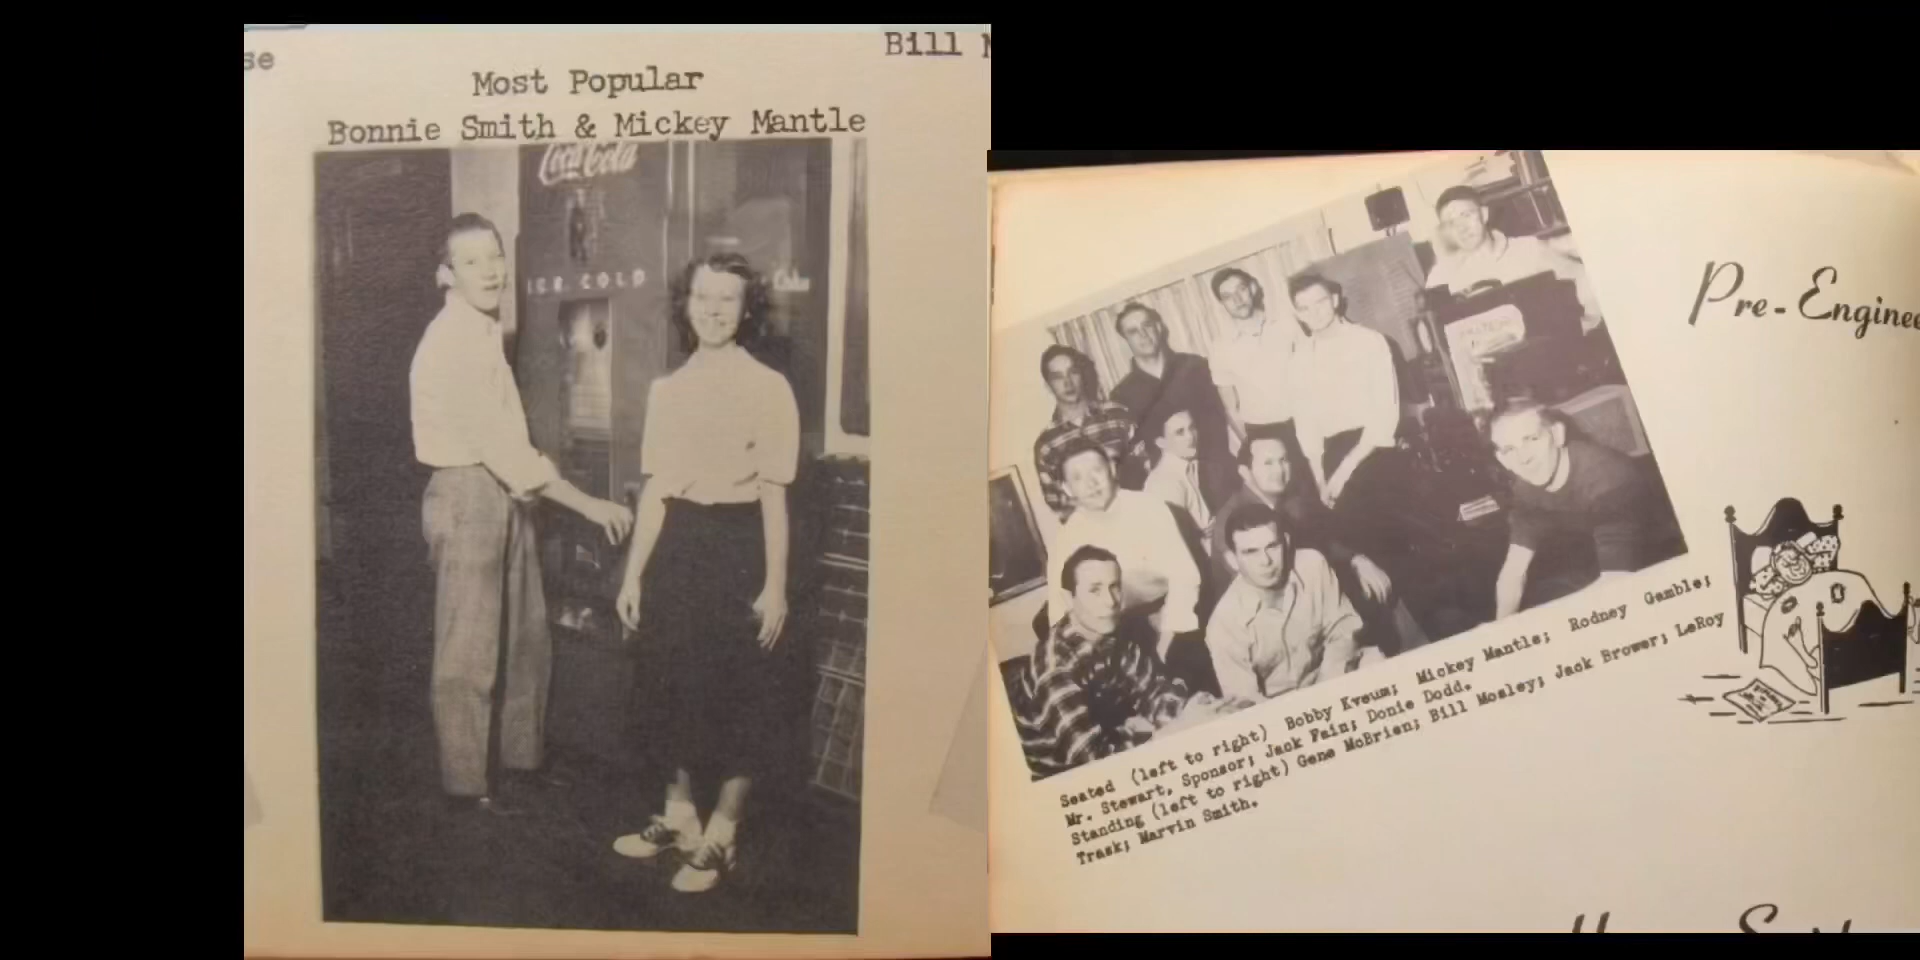 se
Bill
Most Popular
Bonnie Smith & Mickey Mantle
Coca-Cola
ICE COLD
Coke
Pre-Enginee
Seated (left to right) Bobby Kveum; Mickey Mantle; Rodney Gamble;
Mr. Stewart, Sponsor; Jack Fain; Donie Dodd.
Standing (left to right) Gene McBrien; Bill Mosley; Jack Brower; LeRoy
Trask; Marvin Smith.